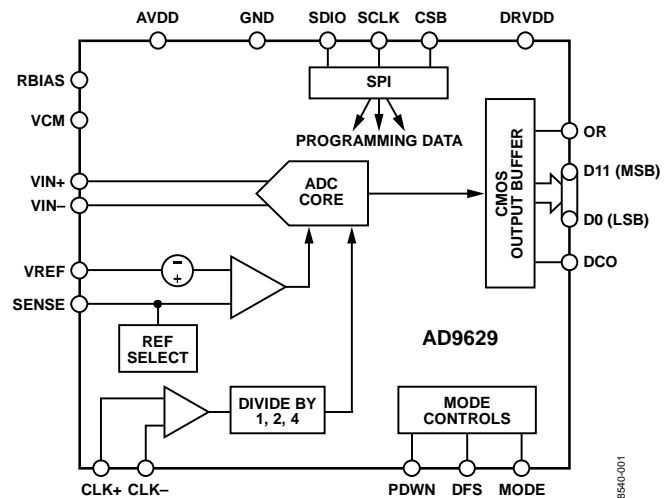 AVDD GND SDIO SCLK CSB DRVDD
RBIAS
SPI
VCM
PROGRAMMING DATA
OR
VIN+
ADC
CORE
CMOS
OUTPUT BUFFER
D11 (MSB)
VIN–
D0 (LSB)
VREF
–
+
DCO
SENSE
REF
SELECT
AD9629
DIVIDE BY
1, 2, 4
MODE
CONTROLS
CLK+ CLK– PDWN DFS MODE
8540-001